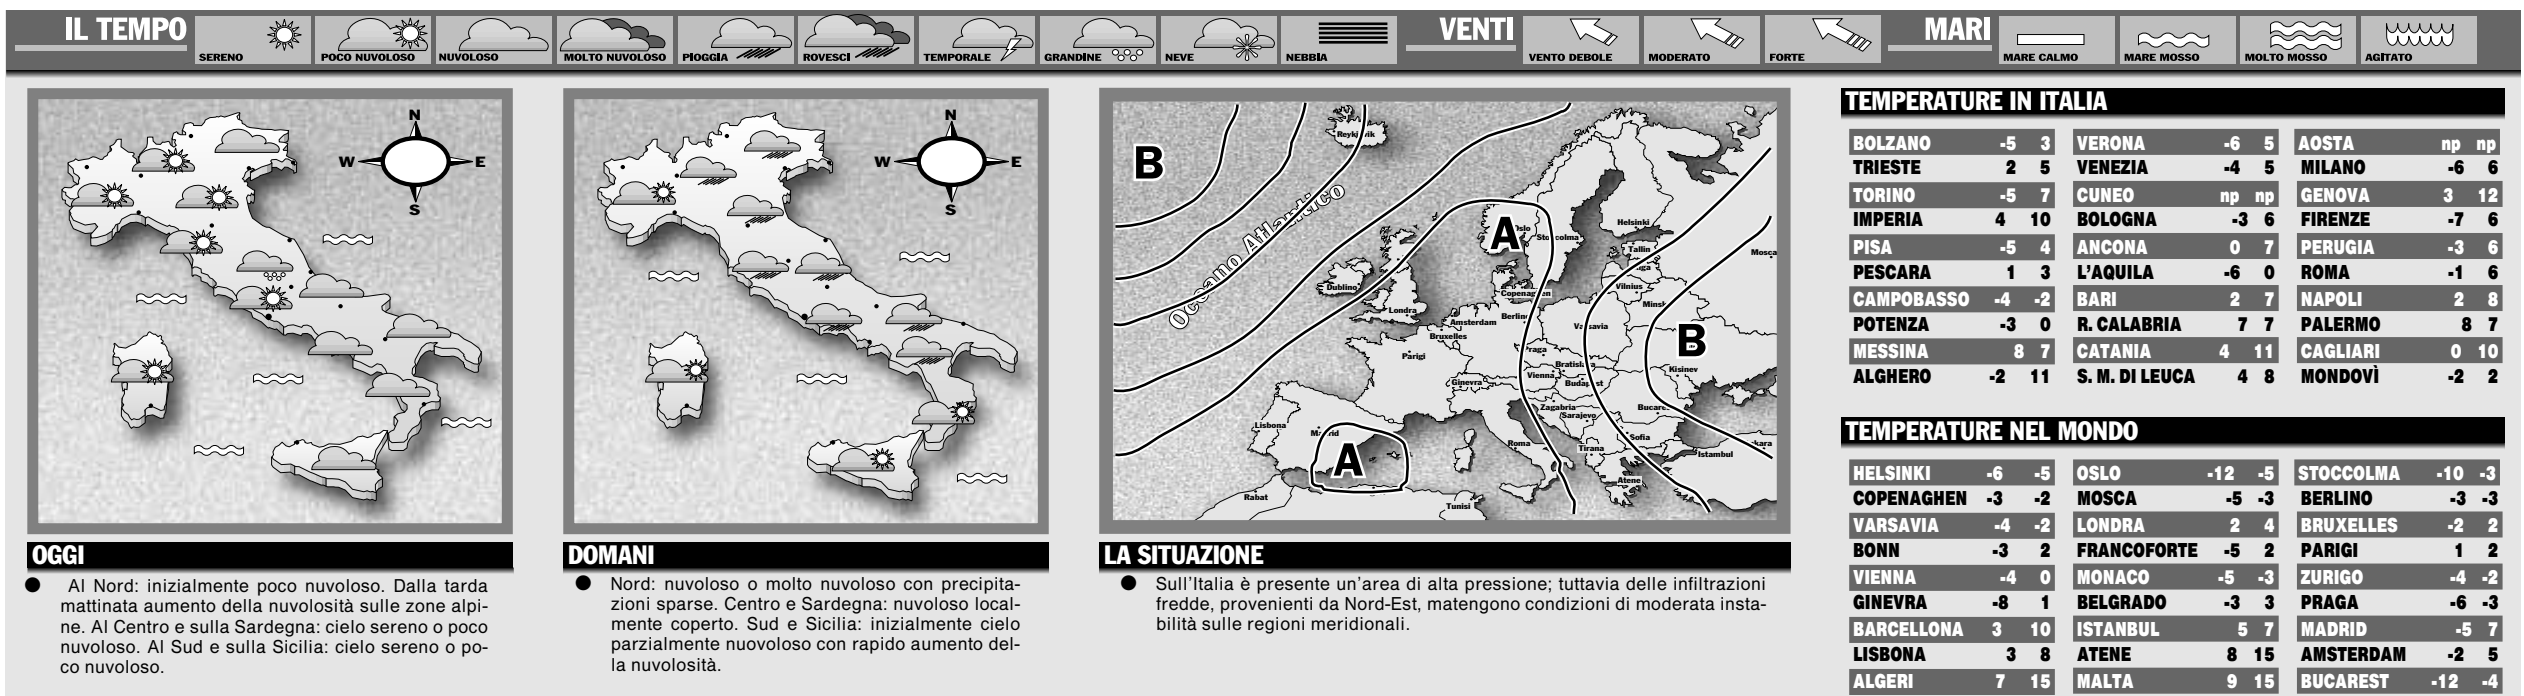 IL TEMPO
SERENO
POCO NUVOLOSO
NUVOLOSO
MOLTO NUVOLOSO
PIOGGIA
ROVESCI
TEMPORALE
GRANDINE
NEVE
NEBBIA
VENTI
VENTO DEBOLE
MODERATO
FORTE
MARI
MARE CALMO
MARE MOSSO
MOLTO MOSSO
AGITATO
N
W E
S
OGGI
● Al Nord: inizialmente poco nuvoloso. Dalla tarda
mattinata aumento della nuvolosità sulle zone alpi-
ne. Al Centro e sulla Sardegna: cielo sereno o poco
nuvoloso. Al Sud e sulla Sicilia: cielo sereno o po-
co nuvoloso.
N
W E
S
DOMANI
● Nord: nuvoloso o molto nuvoloso con precipita-
zioni sparse. Centro e Sardegna: nuvoloso local-
mente coperto. Sud e Sicilia: inizialmente cielo
parzialmente nuovoloso con rapido aumento del-
la nuvolosità.
Reykjavik
B
Oceano Atlantico
Helsinki
A
Oslo
Stoccolma
Tallin
Mosca
Dublino
Copenaghen
Vilnius
Minsk
Londra
Amsterdam
Berlino
Varsavia
Bruxelles
Parigi
Praga
B
Bratislava
Kisinev
Ginevra
Vienna
Budapest
Zagabria
Sarajevo
Lisbona
Madrid
Roma
Sofia
Tirana
Istambul
A
Atene
Rabat
Tunisi
LA SITUAZIONE
● Sull'Italia è presente un'area di alta pressione; tuttavia delle infiltrazioni
fredde, provenienti da Nord-Est, matengono condizioni di moderata insta-
bilità sulle regioni meridionali.
TEMPERATURE IN ITALIA
BOLZANO -5 3 VERONA -6 5 AOSTA np np
TRIESTE 2 5 VENEZIA -4 5 MILANO -6 6
TORINO -5 7 CUNEO np np GENOVA 3 12
IMPERIA 4 10 BOLOGNA -3 6 FIRENZE -7 6
PISA -5 4 ANCONA 0 7 PERUGIA -3 6
PESCARA 1 3 L'AQUILA -6 0 ROMA -1 6
CAMPOBASSO -4 -2 BARI 2 7 NAPOLI 2 8
POTENZA -3 0 R. CALABRIA 7 7 PALERMO 8 7
MESSINA 8 7 CATANIA 4 11 CAGLIARI 0 10
ALGHERO -2 11 S. M. DI LEUCA 4 8 MONDOVÌ -2 2
TEMPERATURE NEL MONDO
HELSINKI -6 -5 OSLO -12 -5 STOCCOLMA -10 -3
COPENAGHEN -3 -2 MOSCA -5 -3 BERLINO -3 -3
VARSAVIA -4 -2 LONDRA 2 4 BRUXELLES -2 2
BONN -3 2 FRANCOFORTE -5 2 PARIGI 1 2
VIENNA -4 0 MONACO -5 -3 ZURIGO -4 -2
GINEVRA -8 1 BELGRADO -3 3 PRAGA -6 -3
BARCELLONA 3 10 ISTANBUL 5 7 MADRID -5 7
LISBONA 3 8 ATENE 8 15 AMSTERDAM -2 5
ALGERI 7 15 MALTA 9 15 BUCAREST -12 -4